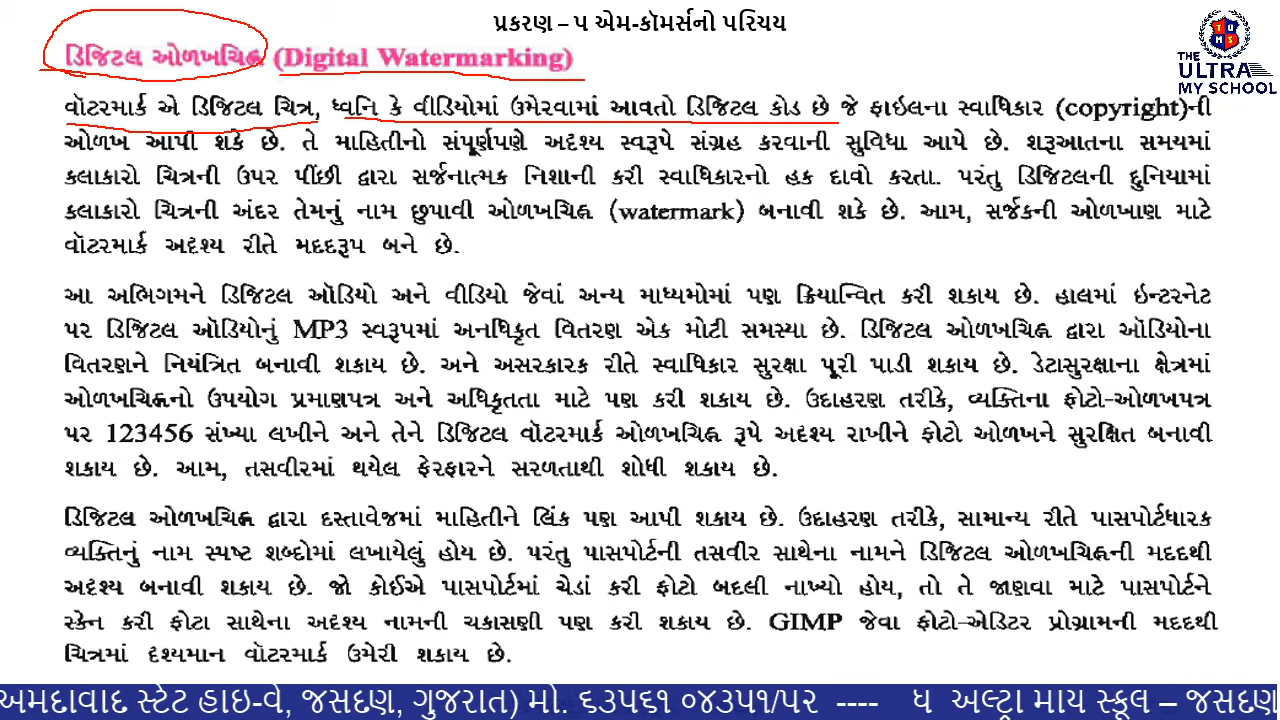 પ્રકરણ – ૫ એમ-કૉમર્સનો પરિચય
TUMS
THE
ULTRA
MY SCHOOL
ડિજિટલ ઓળખચિહ્ન (Digital Watermarking)
વૉટરમાર્ક એ ડિજિટલ ચિત્ર, ધ્વનિ કે વીડિયોમાં ઉમેરવામાં આવતો ડિજિટલ કોડ છે જે ફાઇલના સ્વાધિકાર (copyright)ની
ઓળખ આપી શકે છે. તે માહિતીનો સંપૂર્ણપણે અદૃશ્ય સ્વરૂપે સંગ્રહ કરવાની સુવિધા આપે છે. શરૂઆતના સમયમાં
કલાકારો ચિત્રની ઉપર પીંછી દ્વારા સર્જનાત્મક નિશાની કરી સ્વાધિકારનો હક દાવો કરતા. પરંતુ ડિજિટલની દુનિયામાં
કલાકારો ચિત્રની અંદર તેમનું નામ છુપાવી ઓળખચિહ્ન (watermark) બનાવી શકે છે. આમ, સર્જકની ઓળખાણ માટે
વૉટરમાર્ક અદૃશ્ય રીતે મદદરૂપ બને છે.
આ અભિગમને ડિજિટલ ઑડિયો અને વીડિયો જેવાં અન્ય માધ્યમોમાં પણ ક્રિયાન્વિત કરી શકાય છે. હાલમાં ઇન્ટરનેટ
પર ડિજિટલ ઑડિયોનું MP3 સ્વરૂપમાં અનધિકૃત વિતરણ એક મોટી સમસ્યા છે. ડિજિટલ ઓળખચિહ્ન દ્વારા ઑડિયોના
વિતરણને નિયંત્રિત બનાવી શકાય છે. અને અસરકારક રીતે સ્વાધિકાર સુરક્ષા પૂરી પાડી શકાય છે. ડેટાસુરક્ષાના ક્ષેત્રમાં
ઓળખચિહ્નનો ઉપયોગ પ્રમાણપત્ર અને અધિકૃતતા માટે પણ કરી શકાય છે. ઉદાહરણ તરીકે, વ્યક્તિના ફોટો-ઓળખપત્ર
પર 123456 સંખ્યા લખીને અને તેને ડિજિટલ વૉટરમાર્ક ઓળખચિહ્ન રૂપે અદૃશ્ય રાખીને ફોટો ઓળખને સુરક્ષિત બનાવી
શકાય છે. આમ, તસવીરમાં થયેલ ફેરફારને સરળતાથી શોધી શકાય છે.
ડિજિટલ ઓળખચિહ્ન દ્વારા દસ્તાવેજમાં માહિતીને લિંક પણ આપી શકાય છે. ઉદાહરણ તરીકે, સામાન્ય રીતે પાસપોર્ટધારક
વ્યક્તિનું નામ સ્પષ્ટ શબ્દોમાં લખાયેલું હોય છે. પરંતુ પાસપોર્ટની તસવીર સાથેના નામને ડિજિટલ ઓળખચિહ્નની મદદથી
અદૃશ્ય બનાવી શકાય છે. જો કોઈએ પાસપોર્ટમાં ચેડાં કરી ફોટો બદલી નાખ્યો હોય, તો તે જાણવા માટે પાસપોર્ટને
સ્કેન કરી ફોટા સાથેના અદૃશ્ય નામની ચકાસણી પણ કરી શકાય છે. GIMP જેવા ફોટો-એડિટર પ્રોગ્રામની મદદથી
ચિત્રમાં દૃશ્યમાન વૉટરમાર્ક ઉમેરી શકાય છે.
અમદાવાદ સ્ટેટ હાઇ-વે, જસદણ, ગુજરાત) મો. ૬૩૫૬૧ ૦૪૩૫૧/૫૨ ---- ધ અલ્ટ્રા માય સ્કૂલ – જસદણ